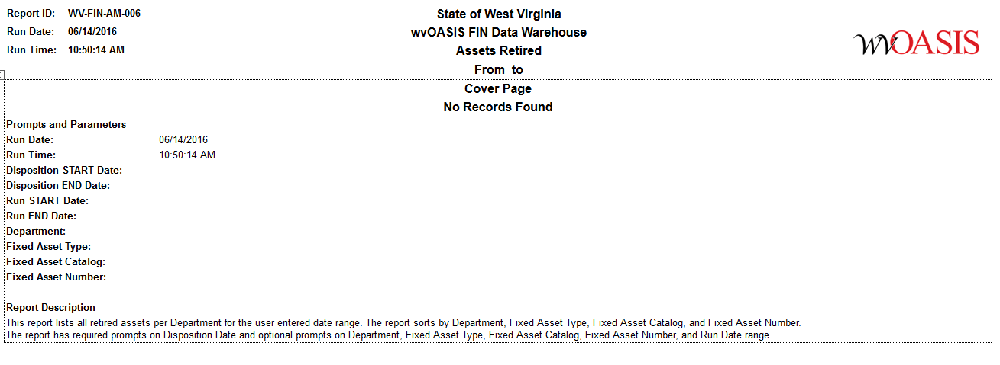 Report ID: WV-FIN-AM-006
Run Date: 06/14/2016
Run Time: 10:50:14 AM
State of West Virginia
wvOASIS FIN Data Warehouse
Assets Retired
From to
wvOASIS
Cover Page
No Records Found
Prompts and Parameters
Run Date: 06/14/2016
Run Time: 10:50:14 AM
Disposition START Date:
Disposition END Date:
Run START Date:
Run END Date:
Department:
Fixed Asset Type:
Fixed Asset Catalog:
Fixed Asset Number:
Report Description
This report lists all retired assets per Department for the user entered date range. The report sorts by Department, Fixed Asset Type, Fixed Asset Catalog, and Fixed Asset Number.
The report has required prompts on Disposition Date and optional prompts on Department, Fixed Asset Type, Fixed Asset Catalog, Fixed Asset Number, and Run Date range.